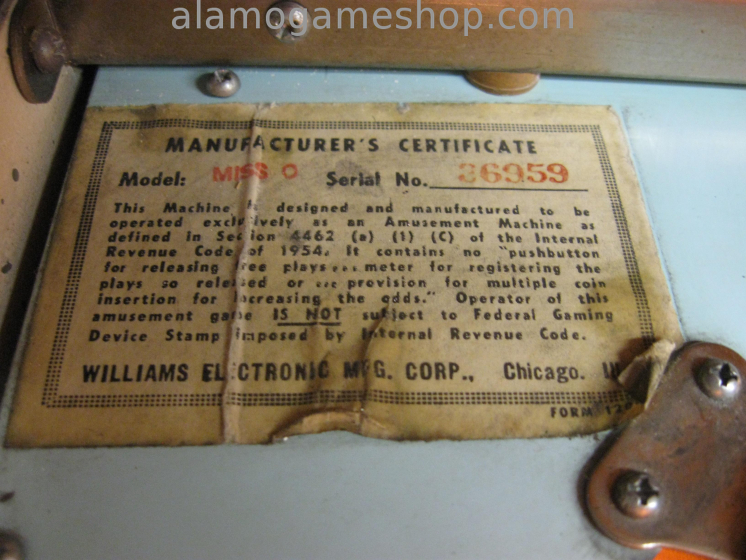 alamogameshop.com
MANUFACTURER'S CERTIFICATE
Model: MISS O Serial No. 36959
This Machine is designed and manufactured to be
operated exclusively as an Amusement Machine as
defined in Section 4462 (a) (1) (C) of the Internal
Revenue Code of 1954. It contains no "pushbutton
for releasing free plays... meter for registering the
plays so released or ... provision for multiple coin
insertion for increasing the odds." Operator of this
amusement game IS NOT subject to Federal Gaming
Device Stamp imposed by Internal Revenue Code.
WILLIAMS ELECTRONIC MFG. CORP., Chicago. Ill
FORM